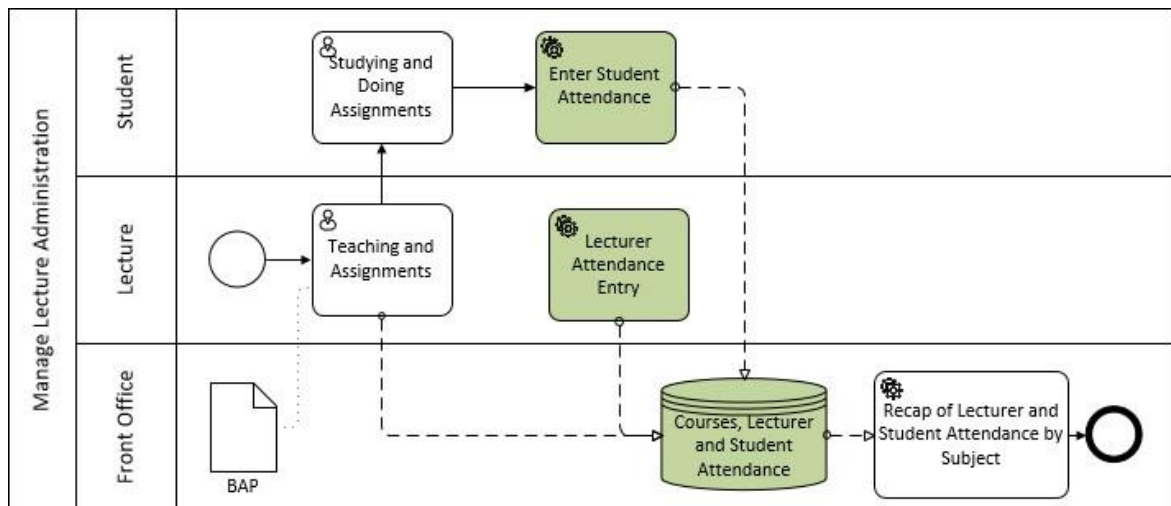 Manage Lecture Administration
Student
Studying and
Doing
Assignments
Enter Student
Attendance
Lecture
Teaching and
Assignments
Lecturer
Attendance
Entry
Front Office
BAP
Courses, Lecturer
and Student
Attendance
Recap of Lecturer and
Student Attendance by
Subject